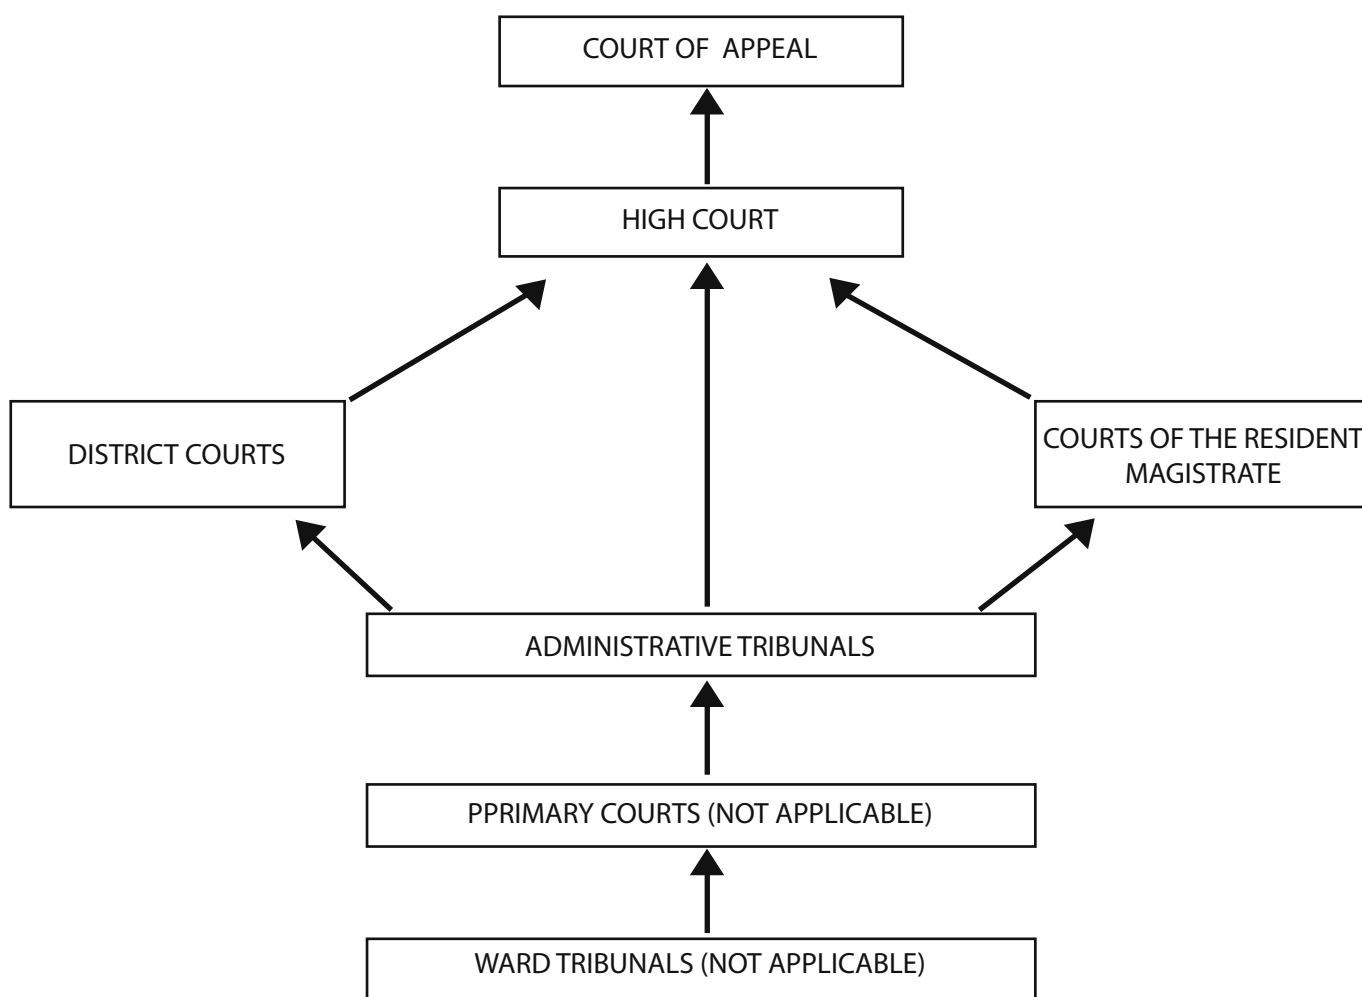 COURT OF APPEAL
HIGH COURT
DISTRICT COURTS
COURTS OF THE RESIDENT
MAGISTRATE
ADMINISTRATIVE TRIBUNALS
PPRIMARY COURTS (NOT APPLICABLE)
WARD TRIBUNALS (NOT APPLICABLE)